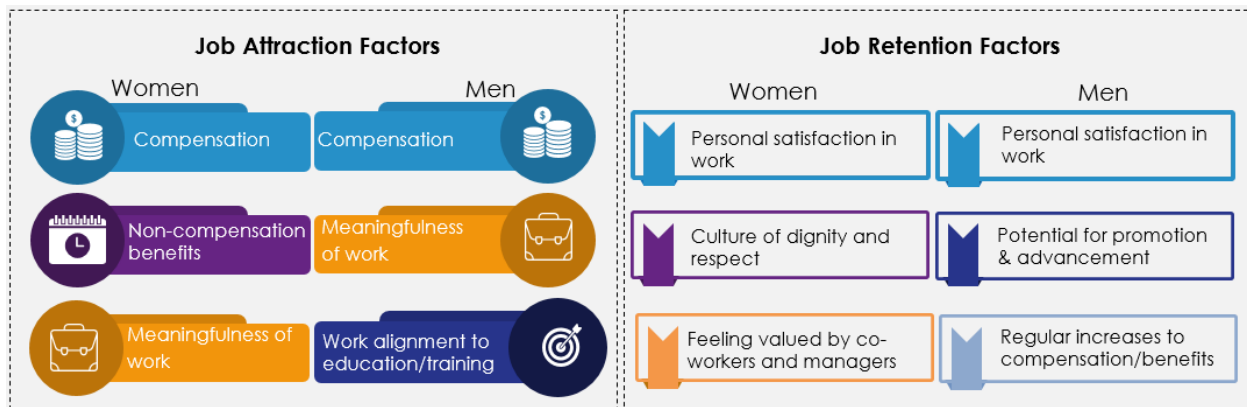 Job Attraction Factors
Women
Men
Compensation
Compensation
Non-compensation
benefits
Meaningfulness
of work
Meaningfulness of
work
Work alignment to
education/training
Job Retention Factors
Women
Men
Personal satisfaction in
work
Personal satisfaction in
work
Culture of dignity and
respect
Potential for promotion
& advancement
Feeling valued by co-
workers and managers
Regular increases to
compensation/benefits